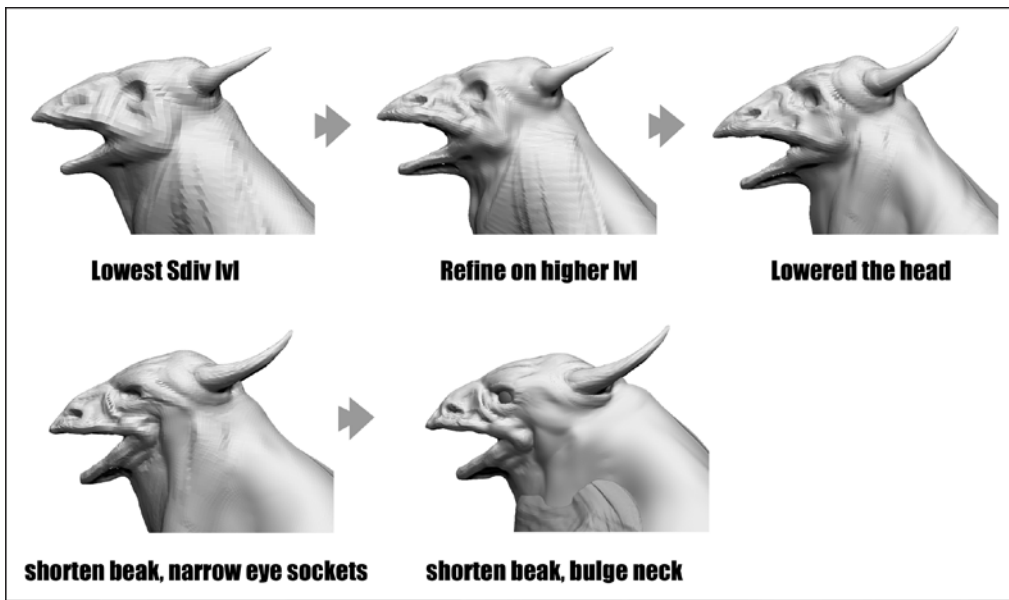 Lowest Sdiv lvl
Refine on higher lvl
Lowered the head
shorten beak, narrow eye sockets
shorten beak, bulge neck